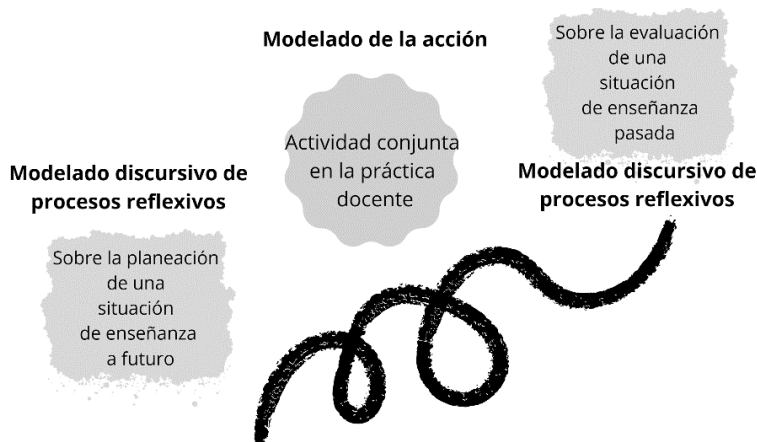 Modelado discursivo de
procesos reflexivos
Sobre la planeación
de una
situación
de enseñanza
a futuro
Modelado de la acción
Actividad conjunta
en la práctica
docente
Sobre la evaluación
de una
situación
de enseñanza
pasada
Modelado discursivo de
procesos reflexivos